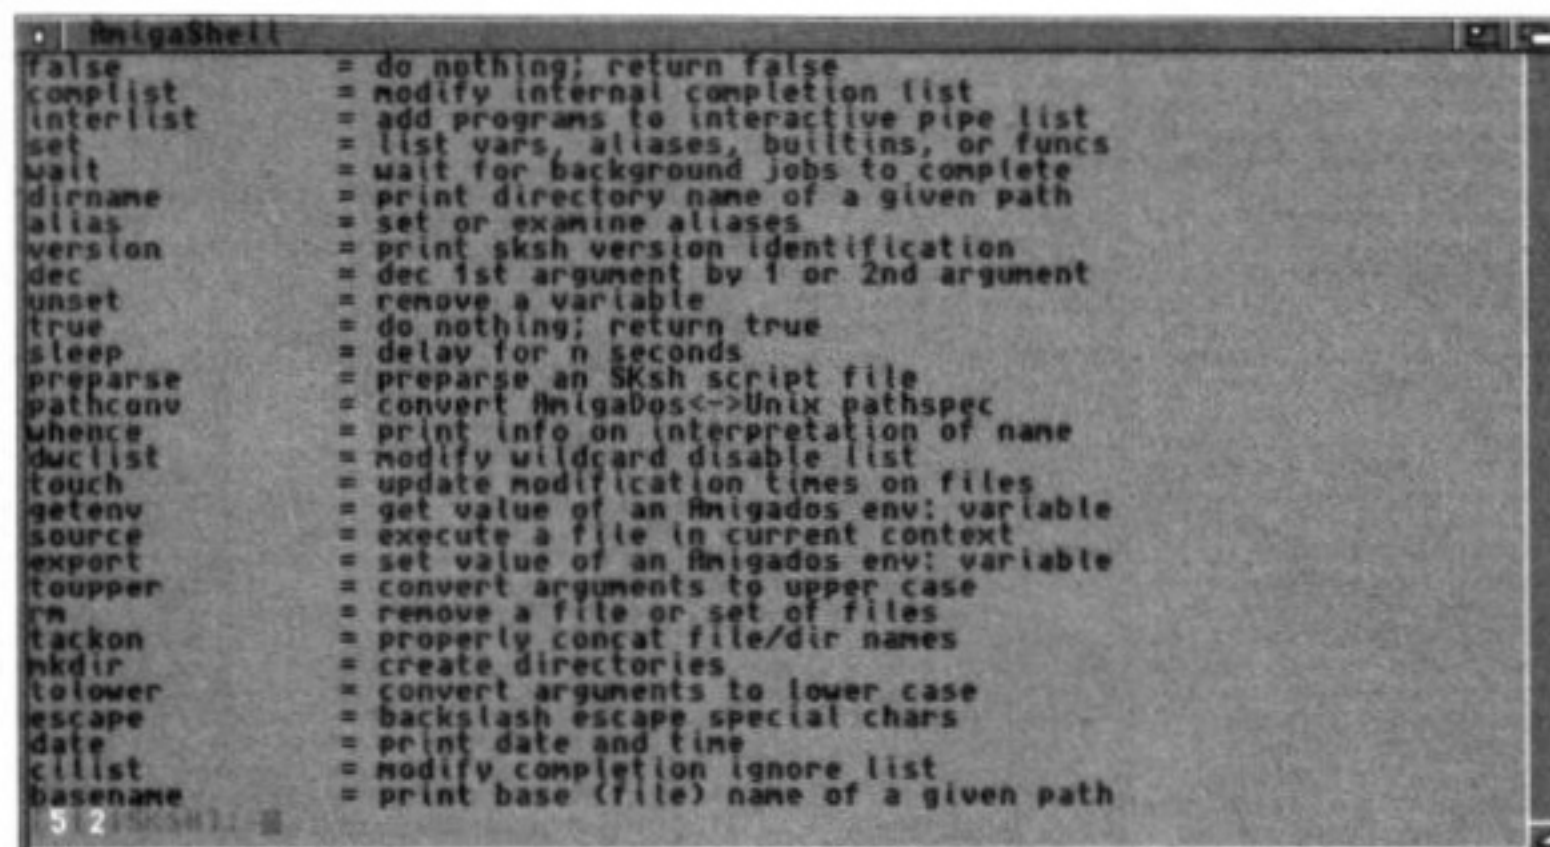 AmigaShell
false = do nothing; return false
complist = modify internal completion list
interlist = add programs to interactive pipe list
set = list vars, aliases, builtins, or funcs
wait = wait for background jobs to complete
dirname = print directory name of a given path
alias = set or examine aliases
version = print sksh version identification
dec = dec 1st argument by 1 or 2nd argument
unset = remove a variable
true = do nothing; return true
sleep = delay for n seconds
preparse = preparse an SKsh script file
pathconv = convert AmigaDos<->Unix pathspec
whence = print info on interpretation of name
dwclist = modify wildcard disable list
touch = update modification times on files
getenv = get value of an Amigados env: variable
source = execute a file in current context
export = set value of an Amigados env: variable
toupper = convert arguments to upper case
rm = remove a file or set of files
tackon = properly concat file/dir names
mkdir = create directories
tolower = convert arguments to lower case
escape = backslash escape special chars
date = print date and time
cilist = modify completion ignore list
basename = print base (file) name of a given path
5 2